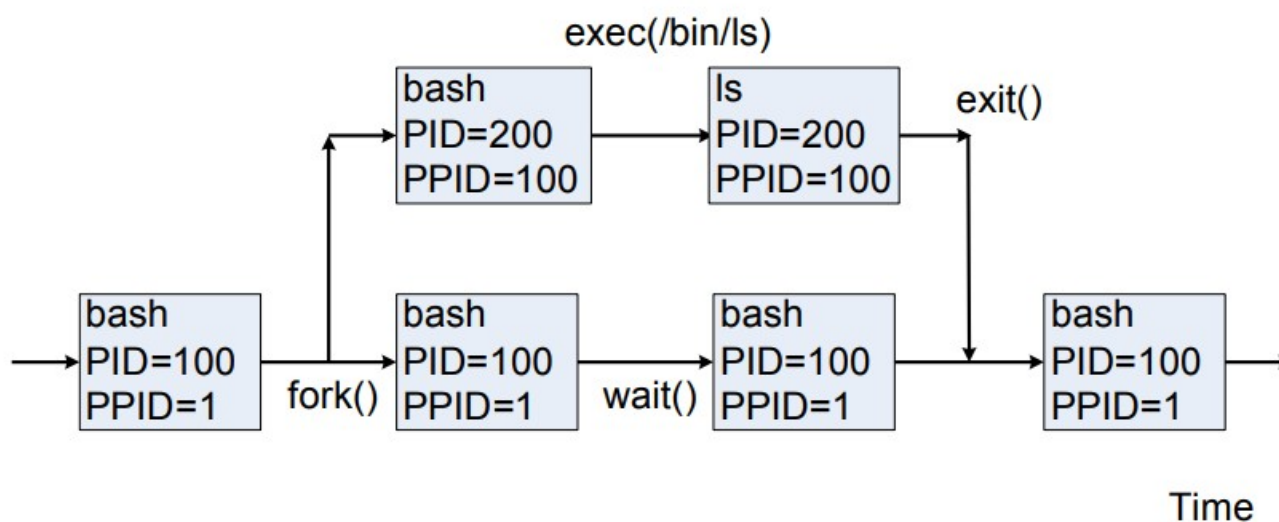 exec(/bin/ls)
bash
PID=200
PPID=100
ls
PID=200
PPID=100
exit()
bash
PID=100
PPID=1
fork()
bash
PID=100
PPID=1
wait()
bash
PID=100
PPID=1
bash
PID=100
PPID=1
Time